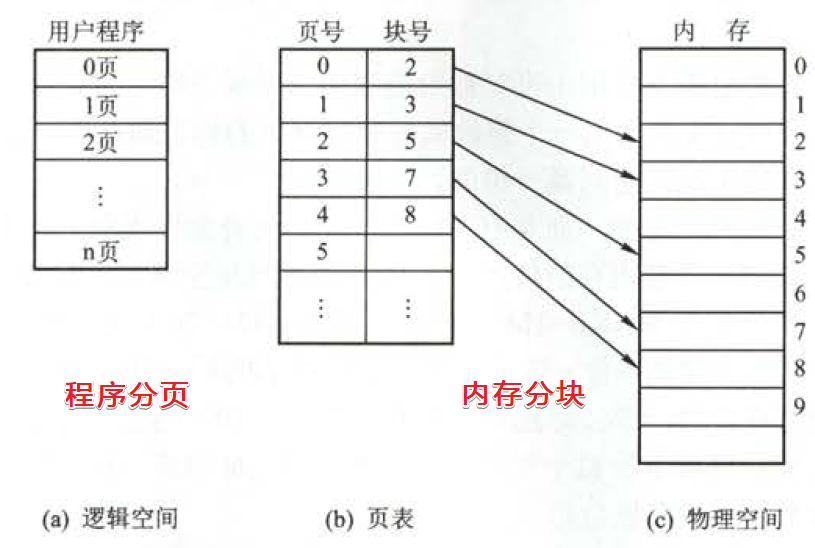 用户程序
0页
1页
2页
⋮
n页
程序分页
(a) 逻辑空间
页号 块号
0 2
1 3
2 5
3 7
4 8
5
⋮ ⋮
内存分块
(b) 页表
内 存
0
1
2
3
4
5
6
7
8
9
(c) 物理空间